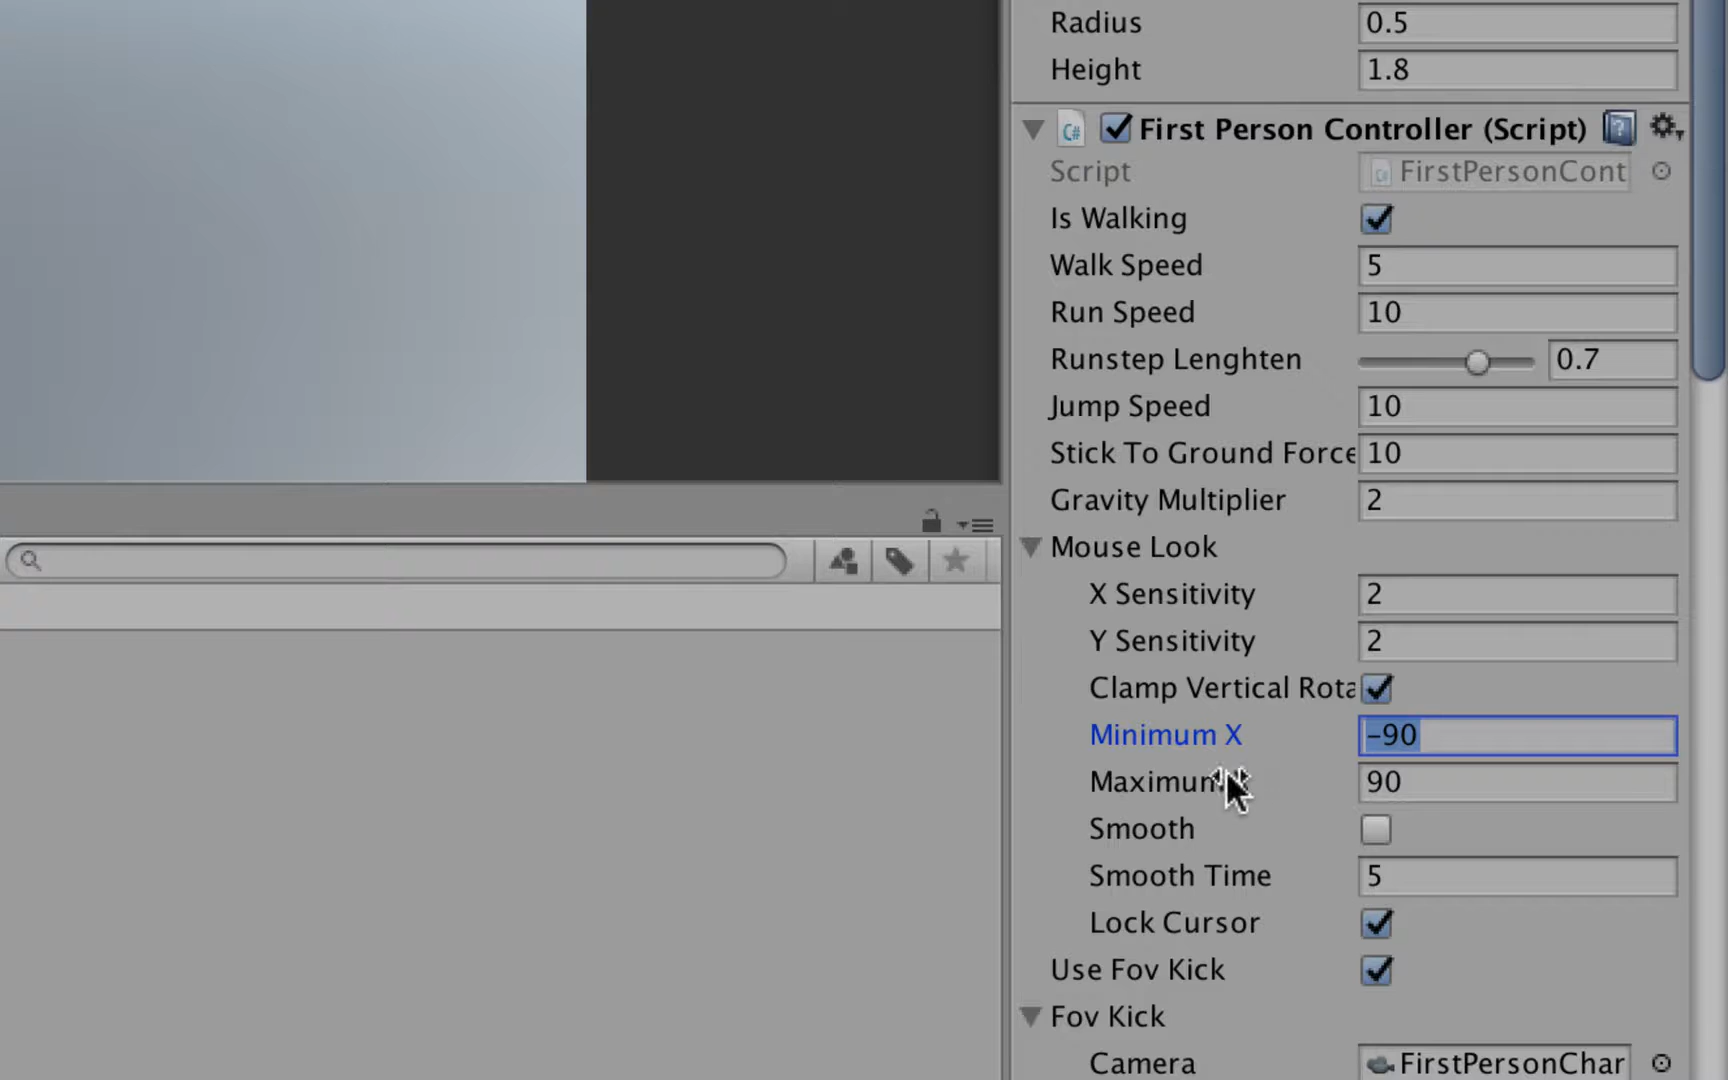 Radius 0.5
Height 1.8
C# First Person Controller (Script) ?
Script FirstPersonCont
Is Walking
Walk Speed 5
Run Speed 10
Runstep Lenghten 0.7
Jump Speed 10
Stick To Ground Force 10
Gravity Multiplier 2
Mouse Look
X Sensitivity 2
Y Sensitivity 2
Clamp Vertical Rota
Minimum X -90
Maximum 90
Smooth
Smooth Time 5
Lock Cursor
Use Fov Kick
Fov Kick
Camera FirstPersonChar